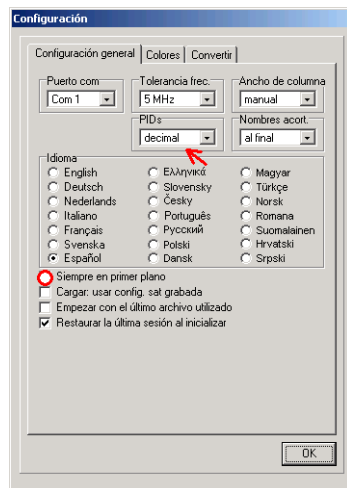 Configuración
Configuración general Colores Convertir
Puerto com Tolerancia frec. Ancho de columna
Com 1 5 MHz manual
PIDs Nombres acort.
decimal al final
Idioma
English Ελληνικά Magyar
Deutsch Slovensky Türkçe
Nederlands Česky Norsk
Italiano Português Romana
Français Русский Suomalainen
Svenska Polski Hrvatski
Español Dansk Srpski
Siempre en primer plano
Cargar: usar config. sat grabada
Empezar con el último archivo utilizado
Restaurar la última sesión al inicializar
OK